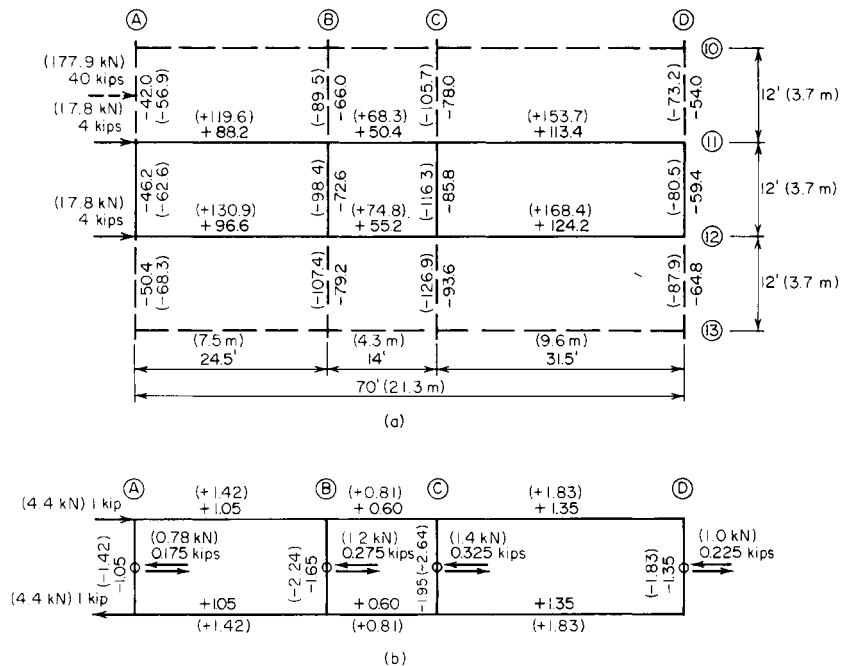 A B C D
10
(177.9 kN)
40 kips
-42.0
(-56.9)
(-89.5)
-66.0
(-105.7)
-78.0
(-73.2)
-54.0
12' (3.7 m)
(17.8 kN)
4 kips
(+119.6)
+88.2
(+68.3)
+50.4
(+153.7)
+113.4
11
-46.2
(-62.6)
(-98.4)
-72.6
(-116.3)
-85.8
(-80.5)
-59.4
12' (3.7 m)
(17.8 kN)
4 kips
(+130.9)
+96.6
(+74.8)
+55.2
(+168.4)
+124.2
12
-50.4
(-68.3)
(-107.4)
-79.2
(-126.9)
-93.6
(-87.9)
-64.8
12' (3.7 m)
13
(7.5 m)
24.5'
(4.3 m)
14'
(9.6 m)
31.5'
70' (21.3 m)
(a)
A B C D
(4.4 kN) 1 kip
(+1.42)
+1.05
(+0.81)
+0.60
(+1.83)
+1.35
(-1.42)
-1.05
(0.78 kN)
0.175 kips
(-2.24)
-1.65
(1.2 kN)
0.275 kips
-1.95 (-2.64)
(1.4 kN)
0.325 kips
(-1.83)
-1.35
(1.0 kN)
0.225 kips
(4.4 kN) 1 kip
+1.05
(+1.42)
+0.60
(+0.81)
+1.35
(+1.83)
(b)